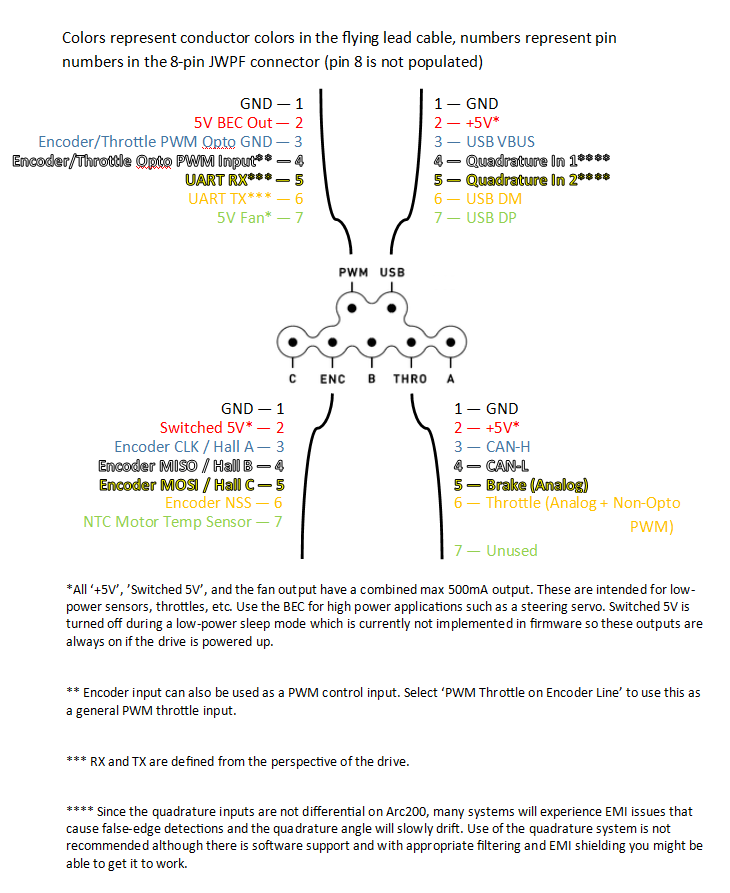 Colors represent conductor colors in the flying lead cable, numbers represent pin
numbers in the 8-pin JWPF connector (pin 8 is not populated)
GND — 1
5V BEC Out — 2
Encoder/Throttle PWM Opto GND — 3
Encoder/Throttle Opto PWM Input** — 4
UART RX*** — 5
UART TX*** — 6
5V Fan* — 7
1 — GND
2 — +5V*
3 — USB VBUS
4 — Quadrature In 1****
5 — Quadrature In 2****
6 — USB DM
7 — USB DP
PWM USB
C ENC B THRO A
GND — 1
Switched 5V* — 2
Encoder CLK / Hall A — 3
Encoder MISO / Hall B — 4
Encoder MOSI / Hall C — 5
Encoder NSS — 6
NTC Motor Temp Sensor — 7
1 — GND
2 — +5V*
3 — CAN-H
4 — CAN-L
5 — Brake (Analog)
6 — Throttle (Analog + Non-Opto
PWM)
7 — Unused
*All ‘+5V’, ’Switched 5V’, and the fan output have a combined max 500mA output. These are intended for low-
power sensors, throttles, etc. Use the BEC for high power applications such as a steering servo. Switched 5V is
turned off during a low-power sleep mode which is currently not implemented in firmware so these outputs are
always on if the drive is powered up.
** Encoder input can also be used as a PWM control input. Select ‘PWM Throttle on Encoder Line’ to use this as
a general PWM throttle input.
*** RX and TX are defined from the perspective of the drive.
**** Since the quadrature inputs are not differential on Arc200, many systems will experience EMI issues that
cause false-edge detections and the quadrature angle will slowly drift. Use of the quadrature system is not
recommended although there is software support and with appropriate filtering and EMI shielding you might be
able to get it to work.